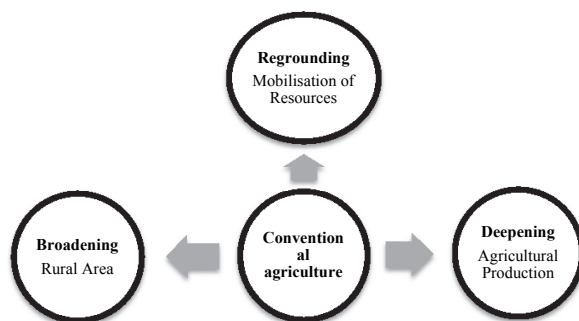 Regrounding
Mobilisation of
Resources
Broadening
Rural Area
Convention
al
agriculture
Deepening
Agricultural
Production